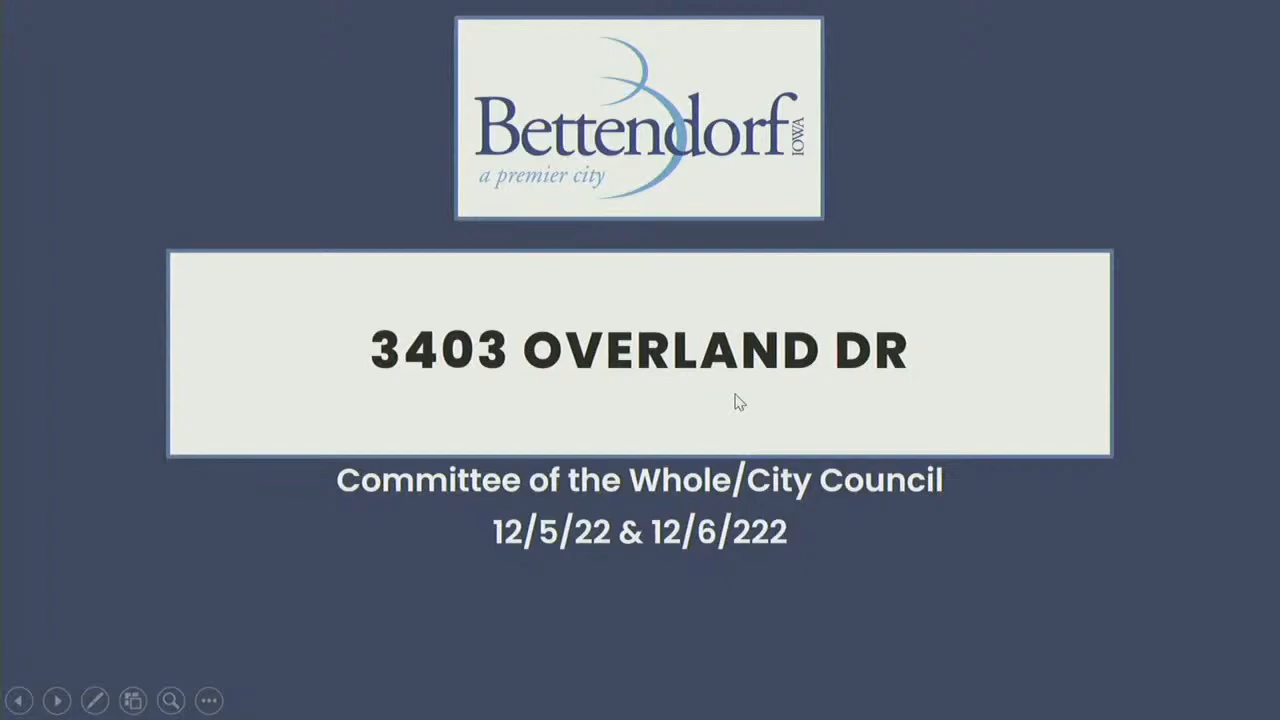 Bettendorf
IOWA
a premier city
3403 OVERLAND DR
Committee of the Whole/City Council
12/5/22 & 12/6/222